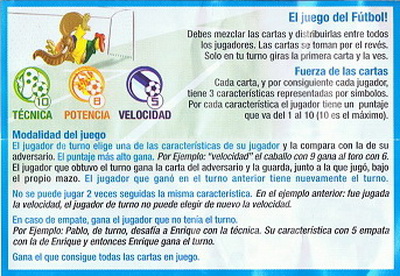 El juego del Fútbol!
Debes mezclar las cartas y distribuirlas entre todos
los jugadores. Las cartas se toman por el revés.
Solo en tu turno giras la primera carta y la ves.
Fuerza de las cartas
Cada carta, y por consiguiente cada jugador,
tiene 3 características representadas por símbolos.
Por cada característica el jugador tiene un puntaje
que va del 1 al 10 (10 es el máximo).
10 8 5
TÉCNICA POTENCIA VELOCIDAD
Modalidad del juego
El jugador de turno elige una de las características de su jugador y la compara con la de su
adversario. El puntaje más alto gana. Por Ejemplo: “velocidad” el caballo con 9 gana al toro con 6.
El jugador que obtuvo el turno gana la carta del adversario y la guarda, junto a la que jugó, bajo
el propio mazo. El jugador que ganó en el turno anterior tiene nuevamente el turno.
No se puede jugar 2 veces seguidas la misma característica. En el ejemplo anterior: fue jugada
la velocidad, el jugador de turno no puede elegir de nuevo la velocidad.
En caso de empate, gana el jugador que no tenía el turno.
Por Ejemplo: Pablo, de turno, desafía a Enrique con la técnica. Su característica con 5 empata
con la de Enrique y entonces Enrique gana el turno.
Gana el que consigue todas las cartas en juego.